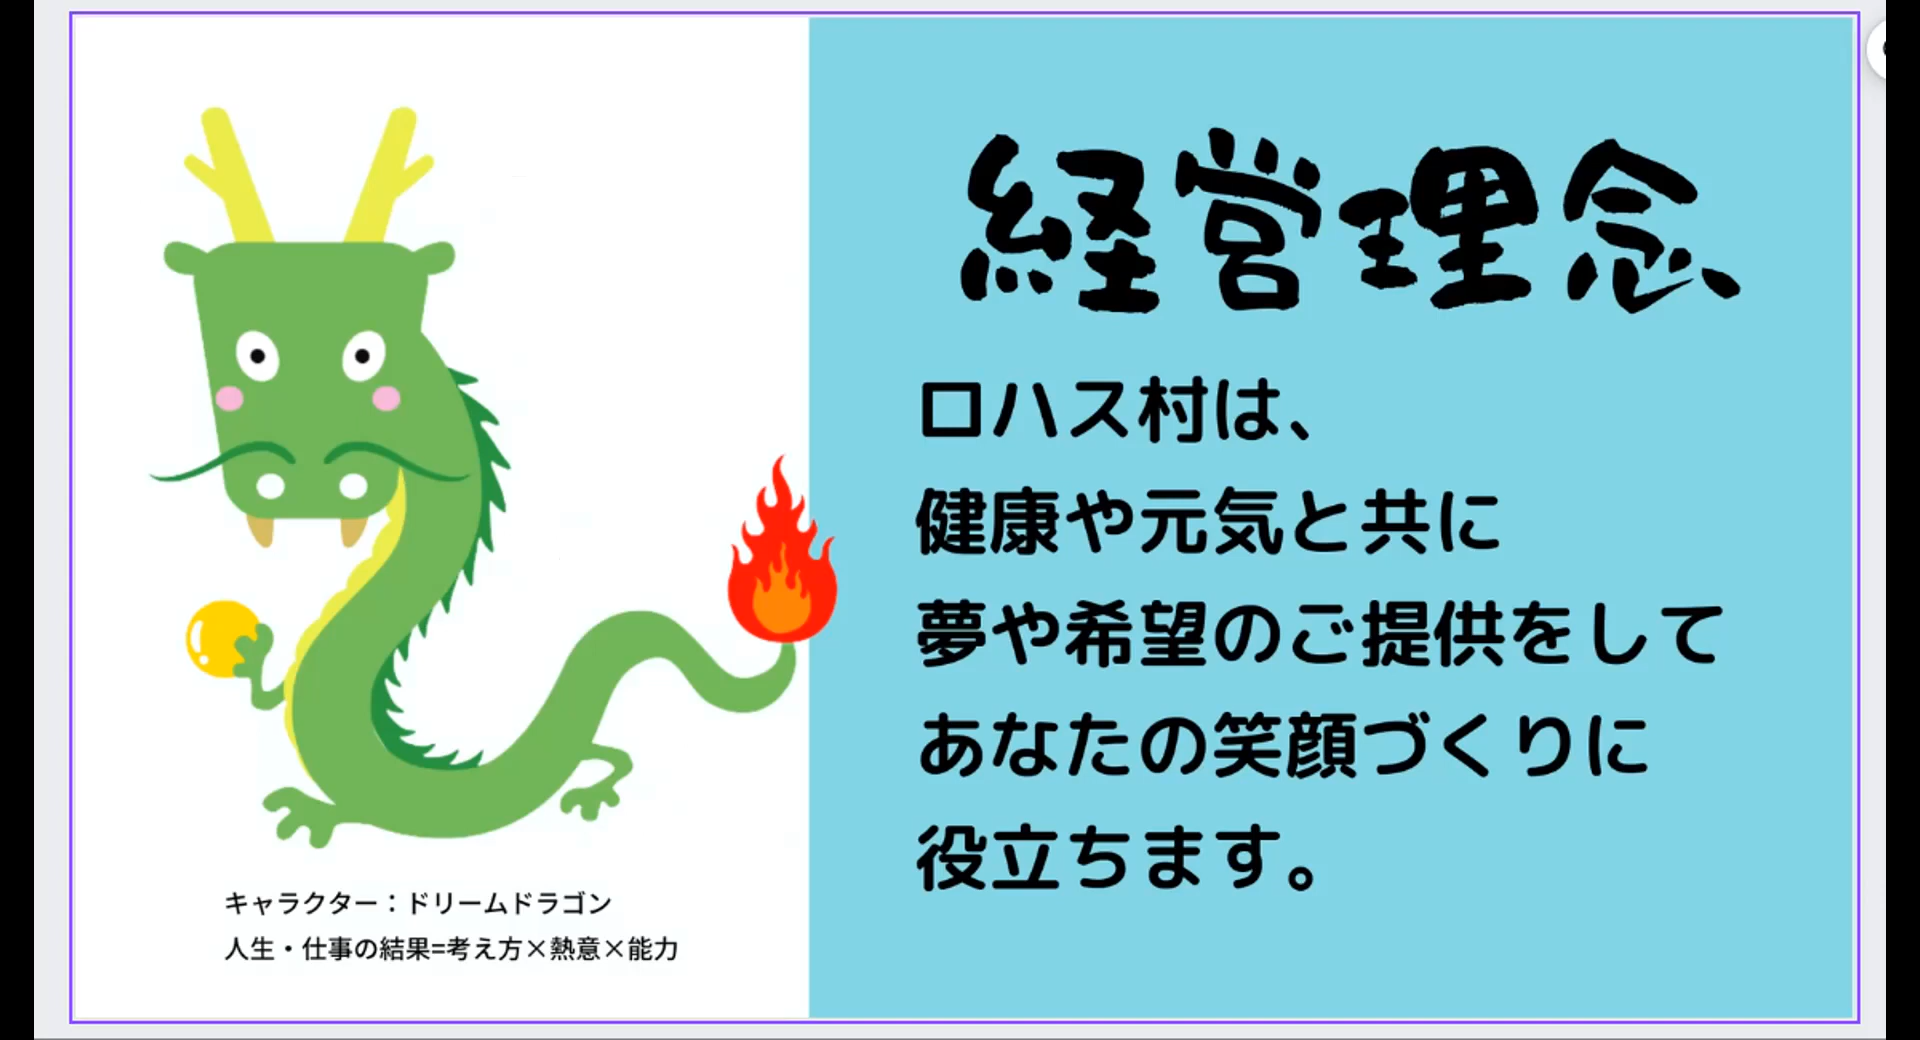 経営理念
ロハス村は、
健康や元気と共に
夢や希望のご提供をして
あなたの笑顔づくりに
役立ちます。
キャラクター：ドリームドラゴン
人生・仕事の結果=考え方×熱意×能力